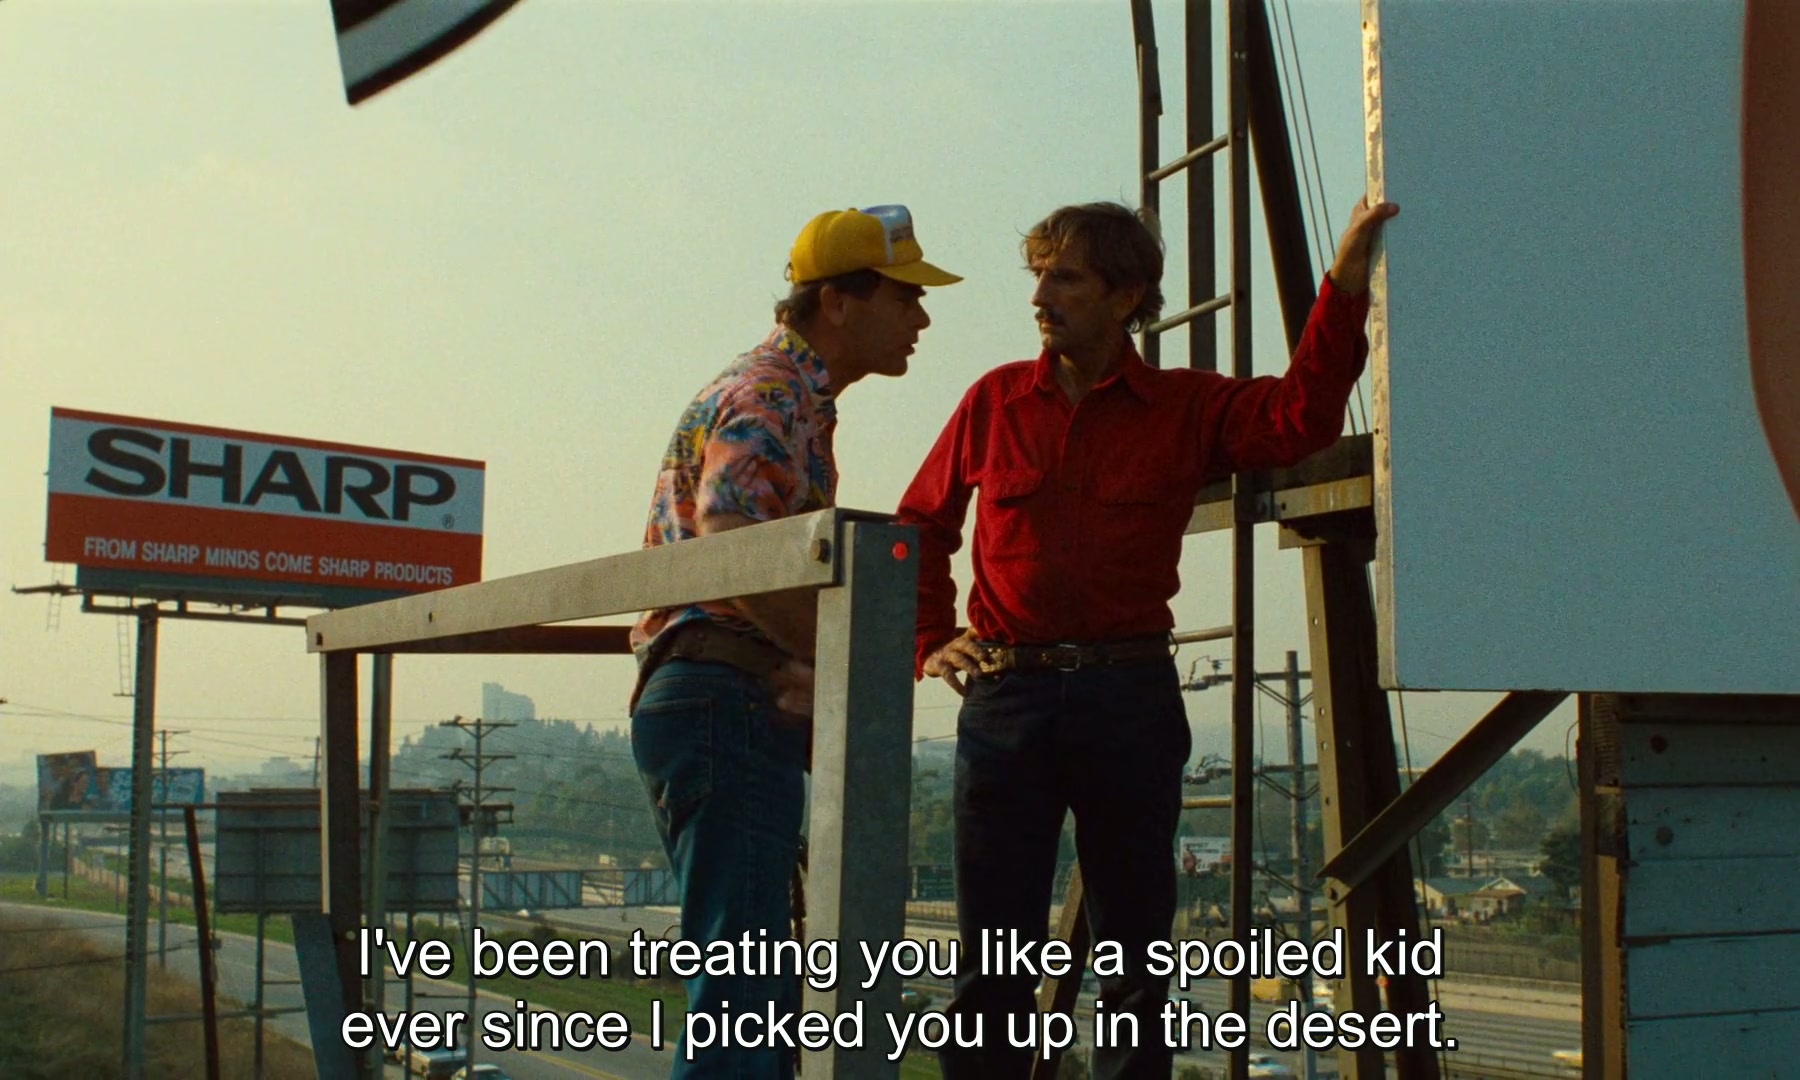 SHARP®
FROM SHARP MINDS COME SHARP PRODUCTS
I've been treating you like a spoiled kid
ever since I picked you up in the desert.